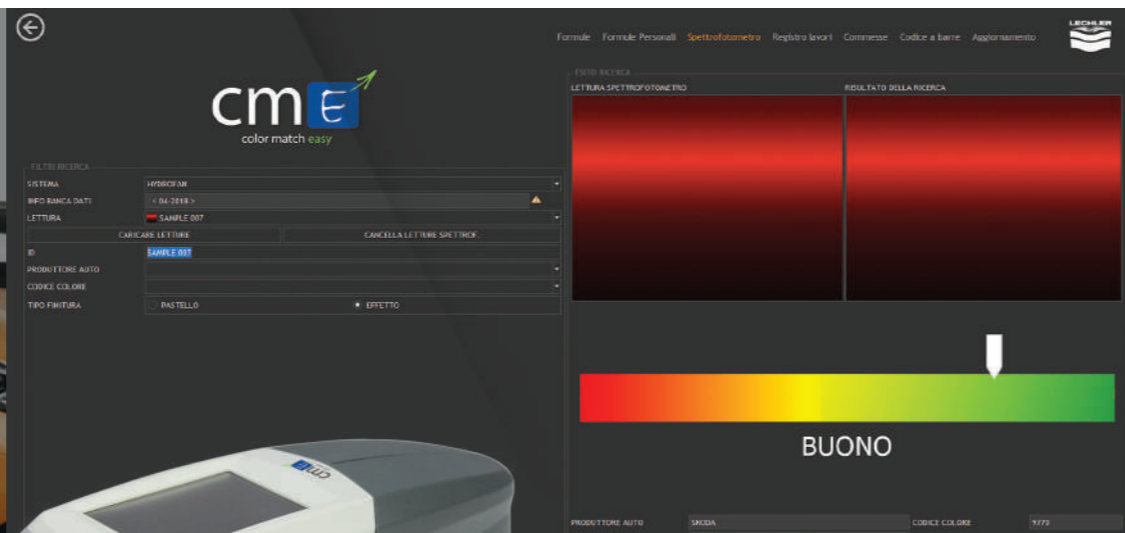 LECHLER
Formule Formule Personali Spettrofotometro Registro lavori Commesse Codice a barre Aggiornamento
cmE
color match easy
ESITO RICERCA
LETTURA SPETTROFOTOMETRO RISULTATO DELLA RICERCA
FILTRI RICERCA
SISTEMA HYDROFAN
INFO BANCA DATI < 04-2018 >
LETTURA SAMPLE 007
CARICARE LETTURE CANCELLA LETTURE SPETTROF.
ID SAMPLE 007
PRODUTTORE AUTO
CODICE COLORE
TIPO FINITURA PASTELLO EFFETTO
BUONO
cmE
PRODUTTORE AUTO SKODA CODICE COLORE